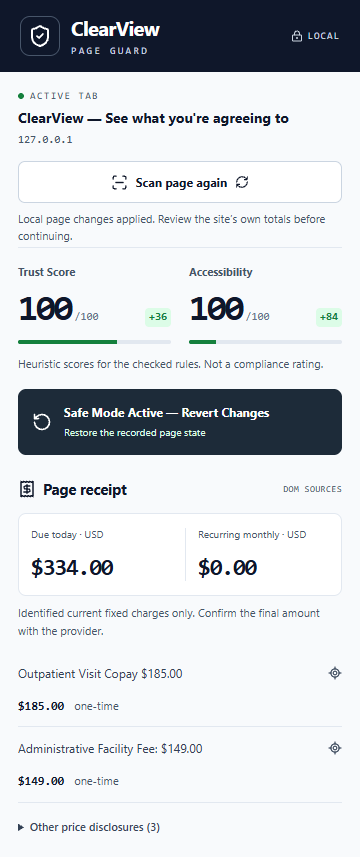 ClearView
PAGE GUARD
LOCAL
ACTIVE TAB
ClearView — See what you're agreeing to
127.0.0.1
Scan page again
Local page changes applied. Review the site's own totals before
continuing.
Trust Score
Accessibility
100/100 +36
100/100 +84
Heuristic scores for the checked rules. Not a compliance rating.
Safe Mode Active — Revert Changes
Restore the recorded page state
Page receipt
DOM SOURCES
Due today · USD
Recurring monthly · USD
$334.00
$0.00
Identified current fixed charges only. Confirm the final amount
with the provider.
Outpatient Visit Copay $185.00
$185.00 one-time
Administrative Facility Fee: $149.00
$149.00 one-time
Other price disclosures (3)